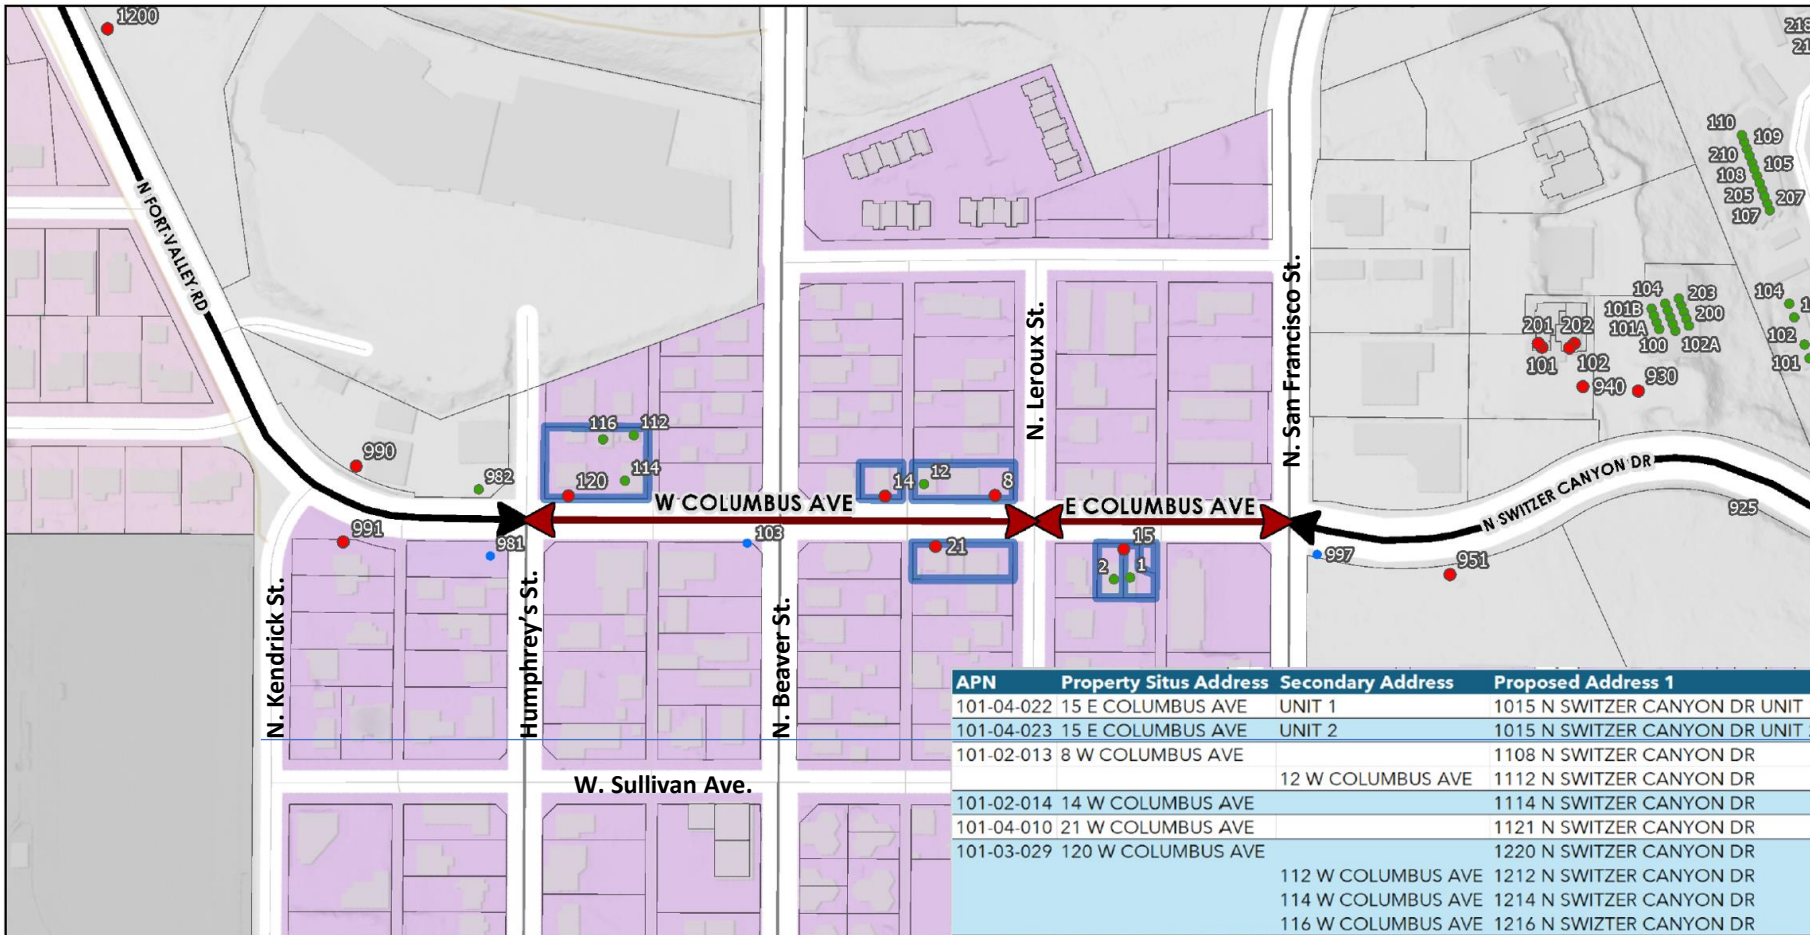 1200
218
21
N FORT VALLEY RD
110
109
210
105
108
205
207
107
N. San Francisco St.
N. Leroux St.
104
203
101B
200
101A
100
102A
104
1
102
101
201
202
101
102
940
930
116
112
114
120
990
982
14
12
8
W COLUMBUS AVE
E COLUMBUS AVE
N SWITZER CANYON DR
925
991
981
103
21
15
2
1
997
951
N. Kendrick St.
Humphrey's St.
N. Beaver St.
W. Sullivan Ave.
APN Property Situs Address Secondary Address Proposed Address 1
101-04-022 15 E COLUMBUS AVE UNIT 1 1015 N SWITZER CANYON DR UNIT
101-04-023 15 E COLUMBUS AVE UNIT 2 1015 N SWITZER CANYON DR UNIT
101-02-013 8 W COLUMBUS AVE 1108 N SWITZER CANYON DR
12 W COLUMBUS AVE 1112 N SWITZER CANYON DR
101-02-014 14 W COLUMBUS AVE 1114 N SWITZER CANYON DR
101-04-010 21 W COLUMBUS AVE 1121 N SWITZER CANYON DR
101-03-029 120 W COLUMBUS AVE 1220 N SWITZER CANYON DR
112 W COLUMBUS AVE 1212 N SWITZER CANYON DR
114 W COLUMBUS AVE 1214 N SWITZER CANYON DR
116 W COLUMBUS AVE 1216 N SWIZTER CANYON DR